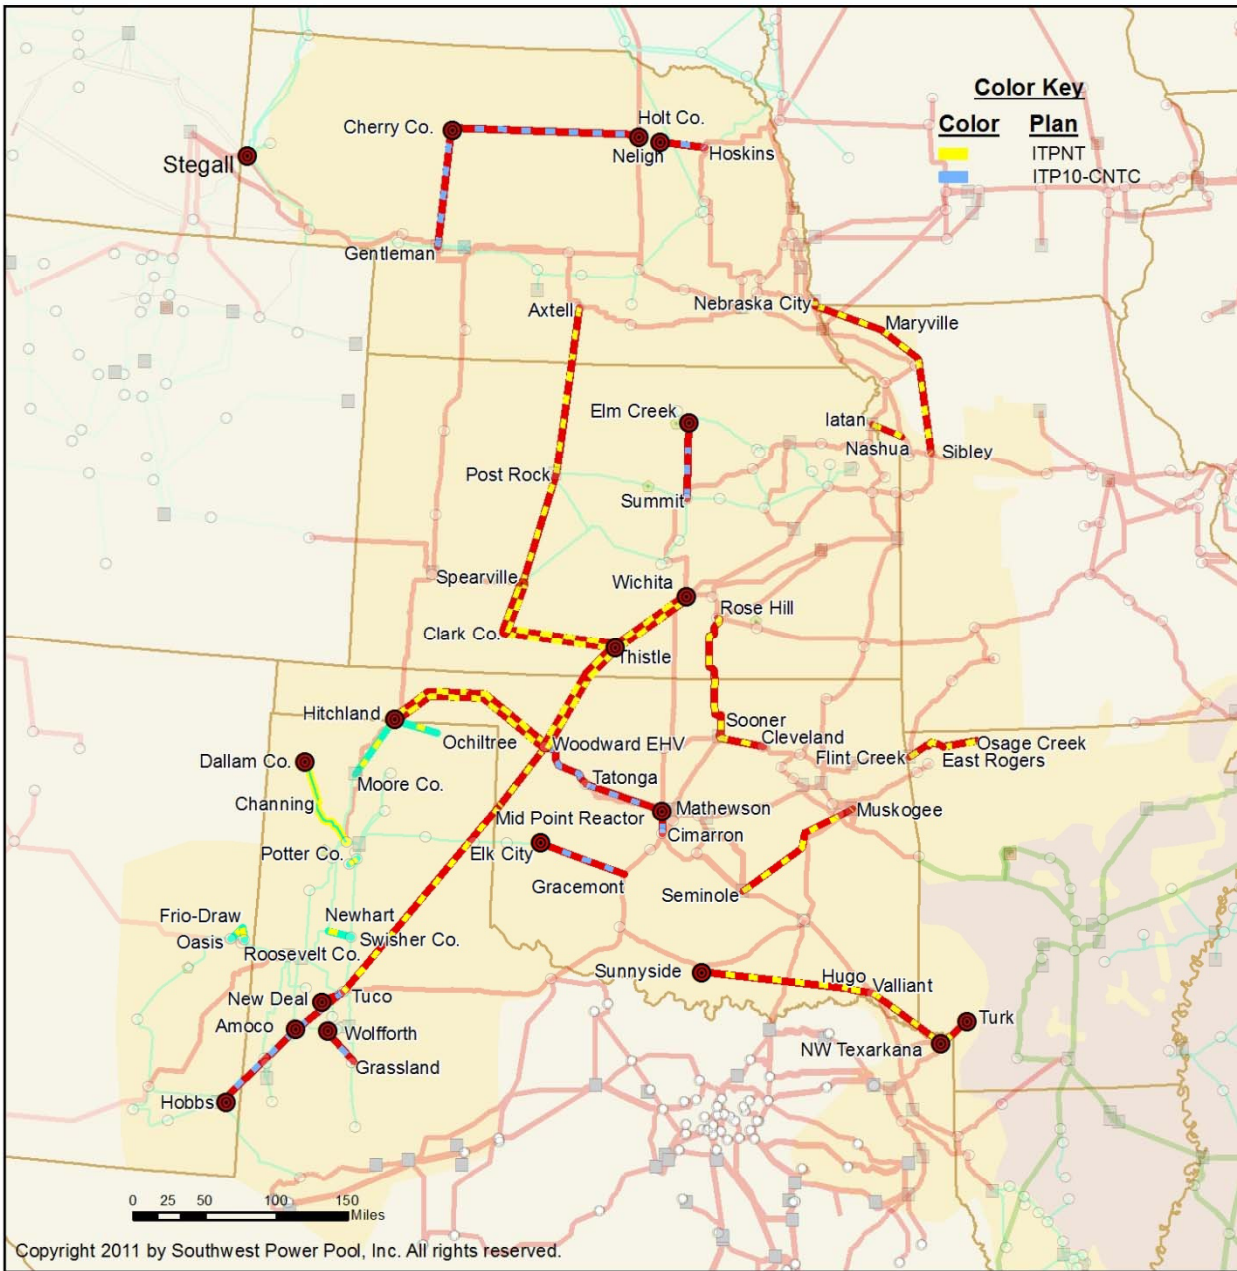 Color Key
Color Plan
ITPNT
ITP10-CNTC
Holt Co.
Cherry Co.
Neligh
Hoskins
Stegall
Gentleman
Axtell
Nebraska City
Maryville
Elm Creek
Iatan
Nashua
Sibley
Post Rock
Summit
Spearville
Wichita
Rose Hill
Clark Co.
Thistle
Hitchland
Ochiltree
Sooner
Cleveland
Woodward EHV
Flint Creek
Osage Creek
East Rogers
Dallam Co.
Moore Co.
Tatonga
Channing
Mid Point Reactor
Mathewson
Muskogee
Cimarron
Potter Co.
Elk City
Gracemont
Seminole
Frio-Draw
Newhart
Oasis
Swisher Co.
Roosevelt Co.
Sunnyside
Hugo
Valliant
New Deal
Tuco
Turk
Amoco
Wolfforth
NW Texarkana
Grassland
Hobbs
0 25 50 100 150
Miles
Copyright 2011 by Southwest Power Pool, Inc. All rights reserved.